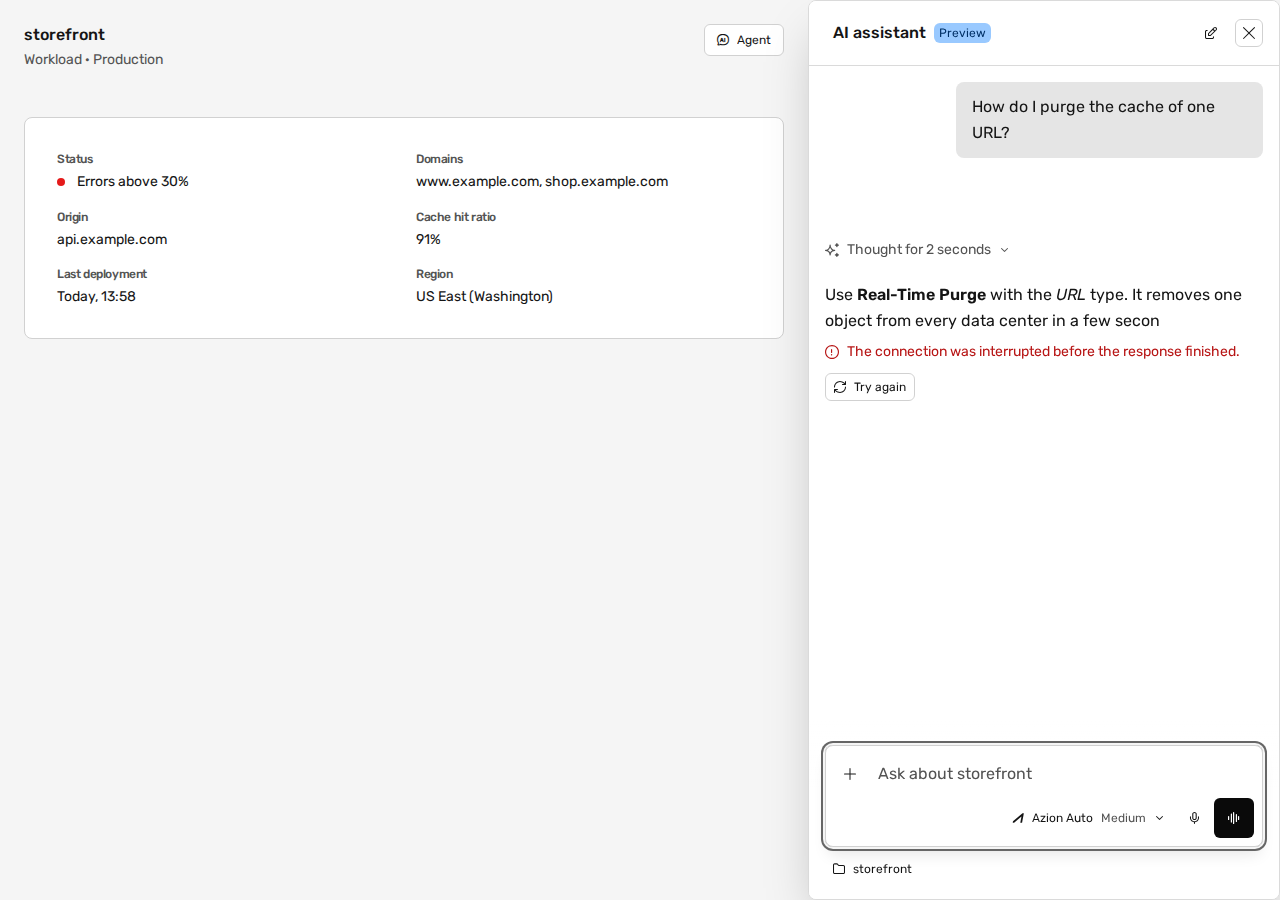 storefront
Workload • Production
Agent
Status
Errors above 30%
Domains
www.example.com, shop.example.com
Origin
api.example.com
Cache hit ratio
91%
Last deployment
Today, 13:58
Region
US East (Washington)
AI assistant
Preview
How do I purge the cache of one
URL?
Thought for 2 seconds
Use Real-Time Purge with the URL type. It removes one
object from every data center in a few secon
The connection was interrupted before the response finished.
Try again
Ask about storefront
Azion Auto Medium
storefront